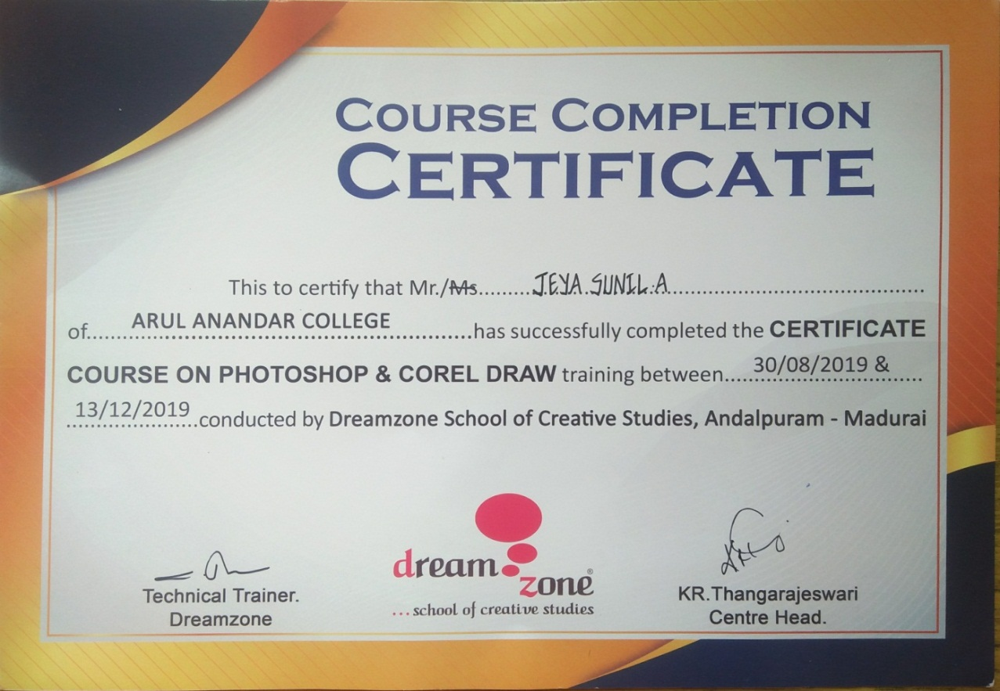 COURSE COMPLETION
CERTIFICATE
This to certify that Mr./Ms.........JEYA SUNIL.A..........................................
of.....ARUL ANANDAR COLLEGE...............has successfully completed the CERTIFICATE
COURSE ON PHOTOSHOP & COREL DRAW training between.....30/08/2019 &.....
13/12/2019 conducted by Dreamzone School of Creative Studies, Andalpuram - Madurai
dream
zone®
...school of creative studies
Technical Trainer.
Dreamzone
KR.Thangarajeswari
Centre Head.